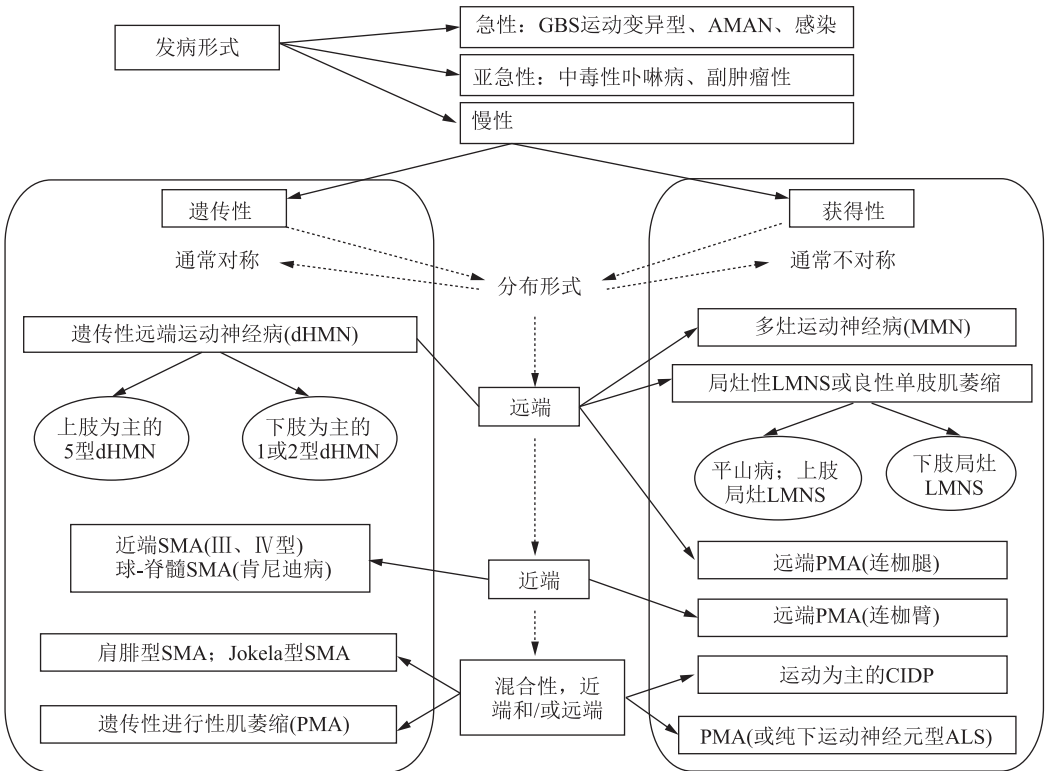 发病形式
急性：GBS运动变异型、AMAN、感染
亚急性：中毒性卟啉病、副肿瘤性
慢性
遗传性
获得性
通常对称
分布形式
通常不对称
遗传性远端运动神经病(dHMN)
上肢为主的
5型dHMN
下肢为主的
1或2型dHMN
远端
多灶运动神经病(MMN)
局灶性LMNS或良性单肢肌萎缩
平山病；上肢
局灶LMNS
下肢局灶
LMNS
远端PMA(连枷腿)
近端SMA(Ⅲ、Ⅳ型)
球-脊髓SMA(肯尼迪病)
近端
远端PMA(连枷臂)
肩腓型SMA；Jokela型SMA
遗传性进行性肌萎缩(PMA)
混合性，近
端和/或远端
运动为主的CIDP
PMA(或纯下运动神经元型ALS)